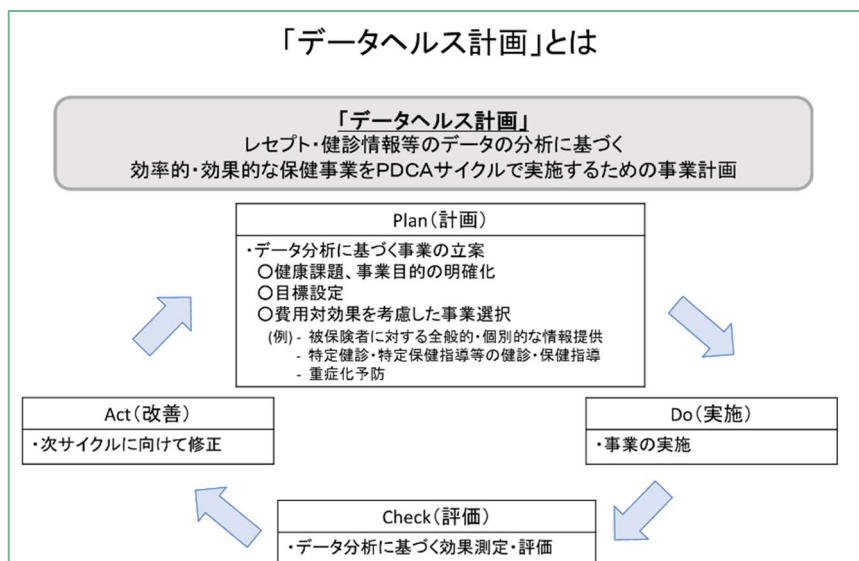 「データヘルス計画」とは
「データヘルス計画」
レセプト・健診情報等のデータの分析に基づく
効率的・効果的な保健事業をPDCAサイクルで実施するための事業計画
Plan(計画)
・データ分析に基づく事業の立案
○健康課題、事業目的の明確化
○目標設定
○費用対効果を考慮した事業選択
(例) - 被保険者に対する全般的・個別的な情報提供
- 特定健診・特定保健指導等の健診・保健指導
- 重症化予防
Act(改善)
・次サイクルに向けて修正
Do(実施)
・事業の実施
Check(評価)
・データ分析に基づく効果測定・評価